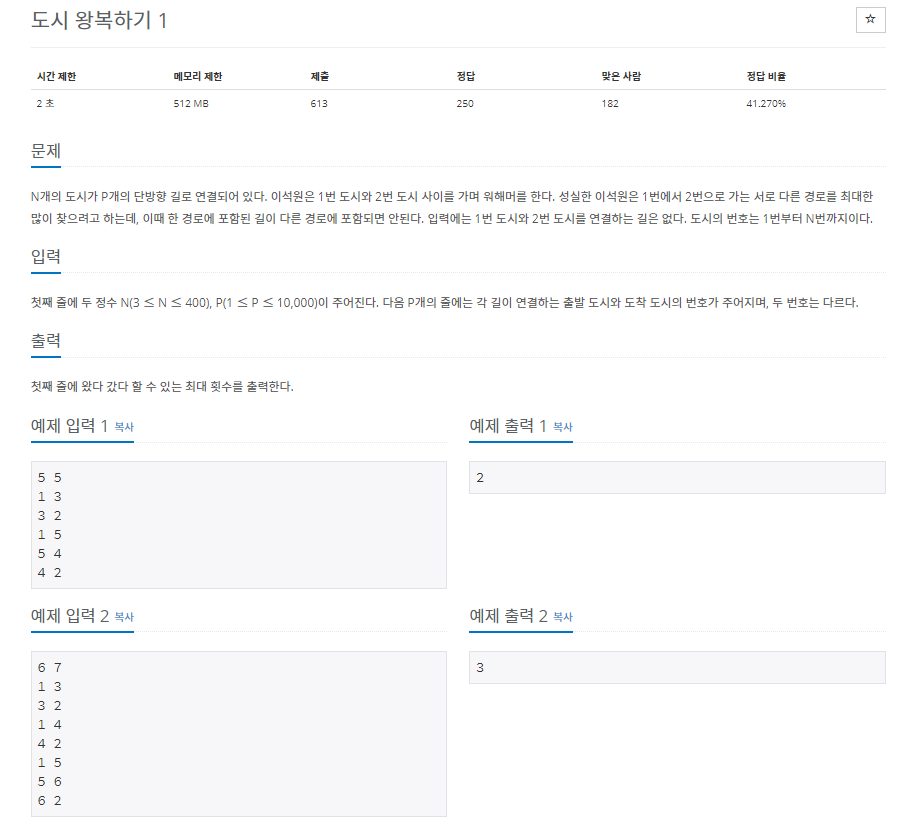 도시 왕복하기 1
☆
시간 제한 메모리 제한 제출 정답 맞은 사람 정답 비율
2 초 512 MB 613 250 182 41.270%
문제
N개의 도시가 P개의 단방향 길로 연결되어 있다. 이석원은 1번 도시와 2번 도시 사이를 가며 워해머를 한다. 성실한 이석원은 1번에서 2번으로 가는 서로 다른 경로를 최대한
많이 찾으려고 하는데, 이때 한 경로에 포함된 길이 다른 경로에 포함되면 안된다. 입력에는 1번 도시와 2번 도시를 연결하는 길은 없다. 도시의 번호는 1번부터 N번까지이다.
입력
첫째 줄에 두 정수 N(3 ≤ N ≤ 400), P(1 ≤ P ≤ 10,000)이 주어진다. 다음 P개의 줄에는 각 길이 연결하는 출발 도시와 도착 도시의 번호가 주어지며, 두 번호는 다르다.
출력
첫째 줄에 왔다 갔다 할 수 있는 최대 횟수를 출력한다.
예제 입력 1 복사
5 5
1 3
3 2
1 5
5 4
4 2
예제 출력 1 복사
2
예제 입력 2 복사
6 7
1 3
3 2
1 4
4 2
1 5
5 6
6 2
예제 출력 2 복사
3